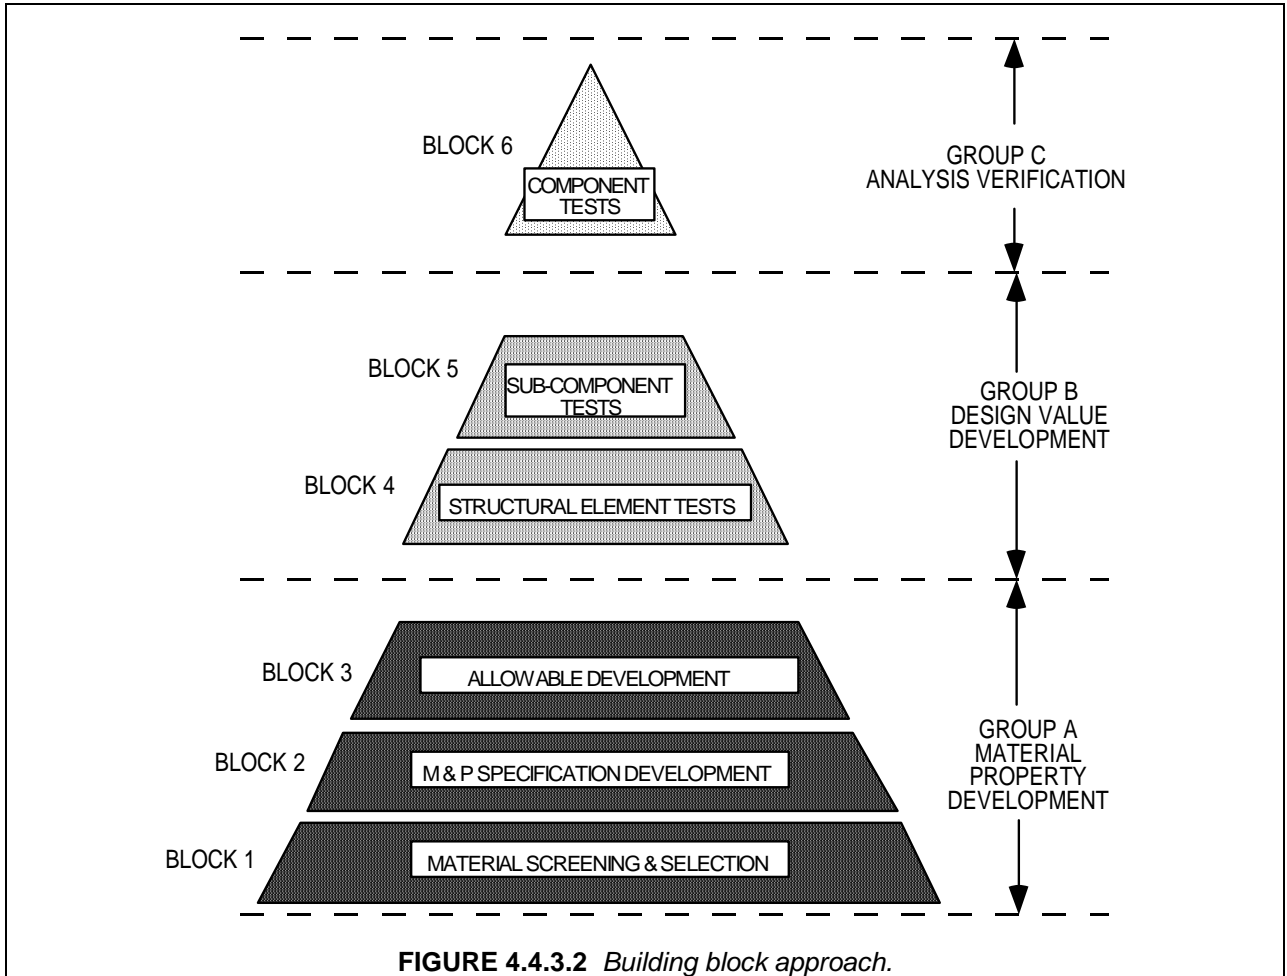 BLOCK 6
COMPONENT
TESTS
GROUP C
ANALYSIS VERIFICATION
BLOCK 5
SUB-COMPONENT
TESTS
GROUP B
DESIGN VALUE
DEVELOPMENT
BLOCK 4
STRUCTURAL ELEMENT TESTS
BLOCK 3
ALLOWABLE DEVELOPMENT
BLOCK 2
M & P SPECIFICATION DEVELOPMENT
GROUP A
MATERIAL
PROPERTY
DEVELOPMENT
BLOCK 1
MATERIAL SCREENING & SELECTION
FIGURE 4.4.3.2 Building block approach.